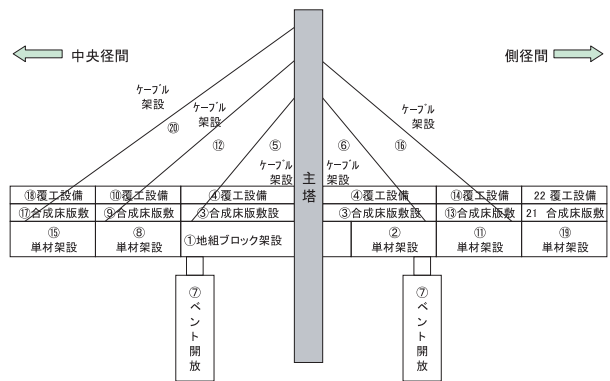 中央径間
側径間
ケーブル
架設
⑳
ケーブル
架設
⑫
⑤
ケーブル
架設
主塔
⑥
ケーブル
架設
⑯
ケーブル
架設
⑱覆工設備
⑩覆工設備
④覆工設備
④覆工設備
⑭覆工設備
22 覆工設備
⑰合成床版敷
⑨合成床版敷
③合成床版敷設
③合成床版敷設
⑬合成床版敷
21 合成床版敷
⑮
単材架設
⑧
単材架設
①地組ブロック架設
②
単材架設
⑪
単材架設
⑲
単材架設
⑦ベント開放
⑦ベント開放